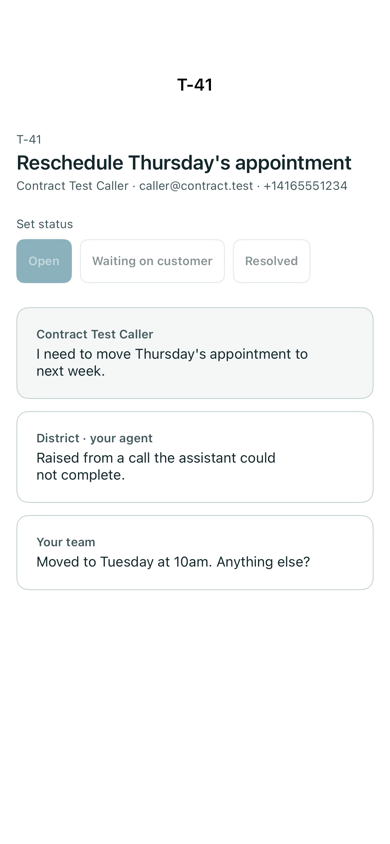 T-41
T-41
Reschedule Thursday's appointment
Contract Test Caller · caller@contract.test · +14165551234
Set status
Open
Waiting on customer
Resolved
Contract Test Caller
I need to move Thursday's appointment to
next week.
District · your agent
Raised from a call the assistant could
not complete.
Your team
Moved to Tuesday at 10am. Anything else?